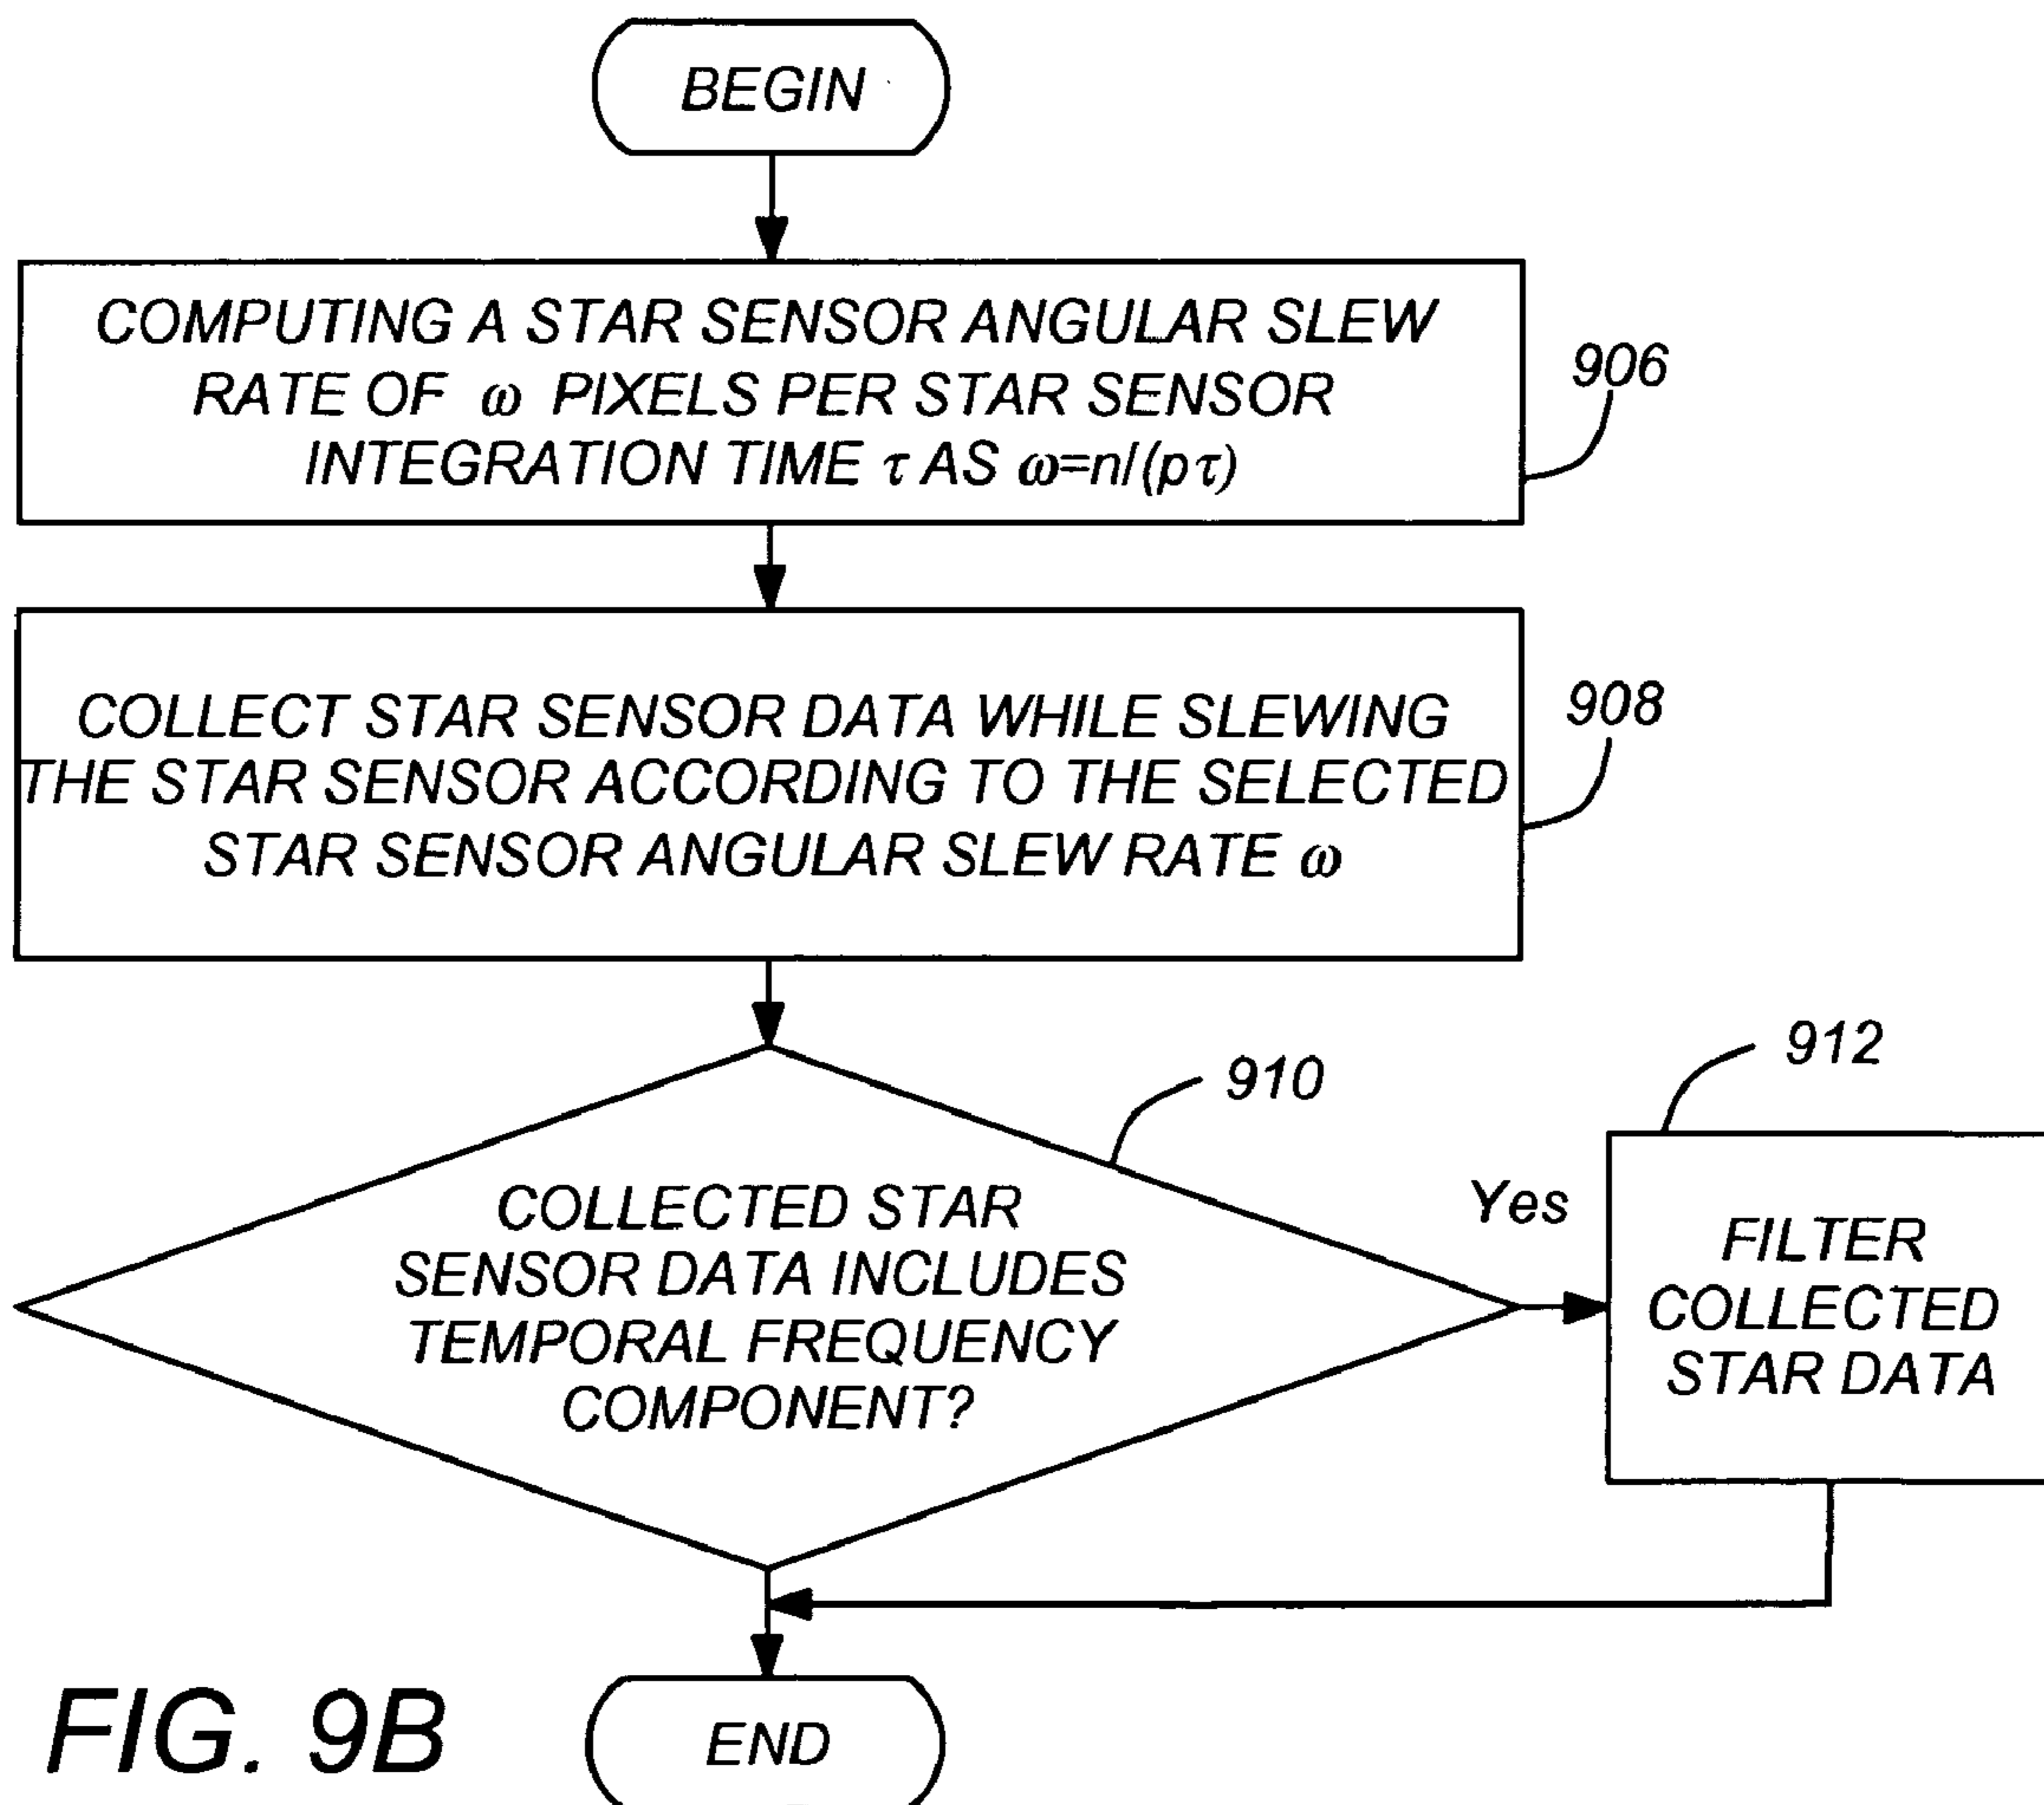 BEGIN
COMPUTING A STAR SENSOR ANGULAR SLEW
RATE OF ω PIXELS PER STAR SENSOR
INTEGRATION TIME τ AS ω=n/(pτ)
906
COLLECT STAR SENSOR DATA WHILE SLEWING
THE STAR SENSOR ACCORDING TO THE SELECTED
STAR SENSOR ANGULAR SLEW RATE ω
908
COLLECTED STAR
SENSOR DATA INCLUDES
TEMPORAL FREQUENCY
COMPONENT?
910
Yes
912
FILTER
COLLECTED
STAR DATA
END
FIG. 9B